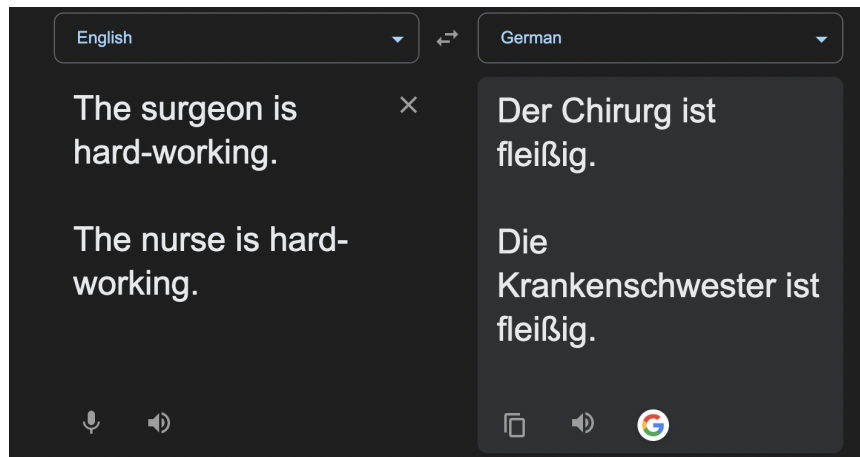 English
German
The surgeon is
hard-working.
The nurse is hard-
working.
Der Chirurg ist
fleißig.
Die
Krankenschwester ist
fleißig.